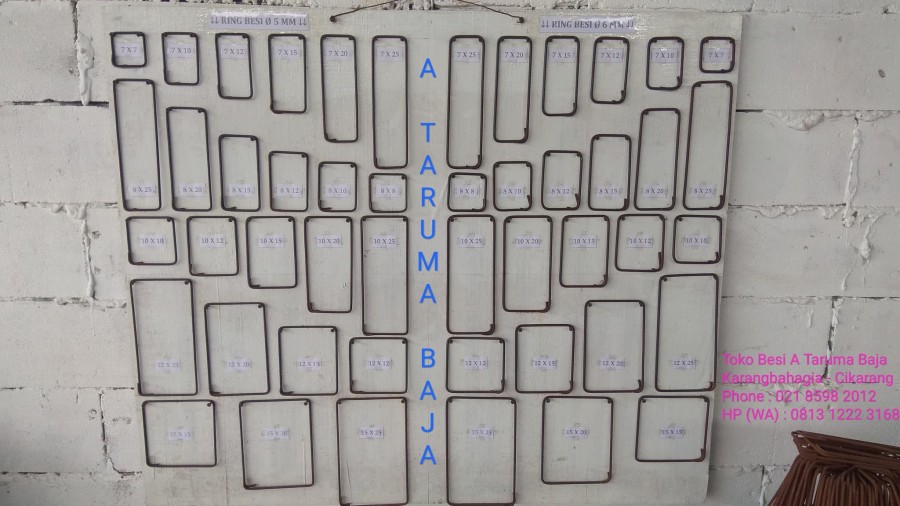 ↓↓ RING BESI Ø 5 MM ↓↓
↓↓ RING BESI Ø 6 MM ↓↓
7 X 7
7 X 10
7 X 12
7 X 15
7 X 20
7 X 25
7 X 25
7 X 20
7 X 15
7 X 12
7 X 10
7 X 7
8 X 25
8 X 20
8 X 15
8 X 12
8 X 10
8 X 8
8 X 8
8 X 10
8 X 12
8 X 15
8 X 20
8 X 25
10 X 10
10 X 12
10 X 15
10 X 20
10 X 25
10 X 25
10 X 20
10 X 15
10 X 12
10 X 10
12 X 25
12 X 20
12 X 15
12 X 12
12 X 12
12 X 15
12 X 20
12 X 25
15 X 15
15 X 20
15 X 25
15 X 25
15 X 20
15 X 15
A TARUMA BAJA
Toko Besi A Taruma Baja
Karangbahagia, Cikarang
Phone : 021 8598 2012
HP (WA) : 0813 1222 3168